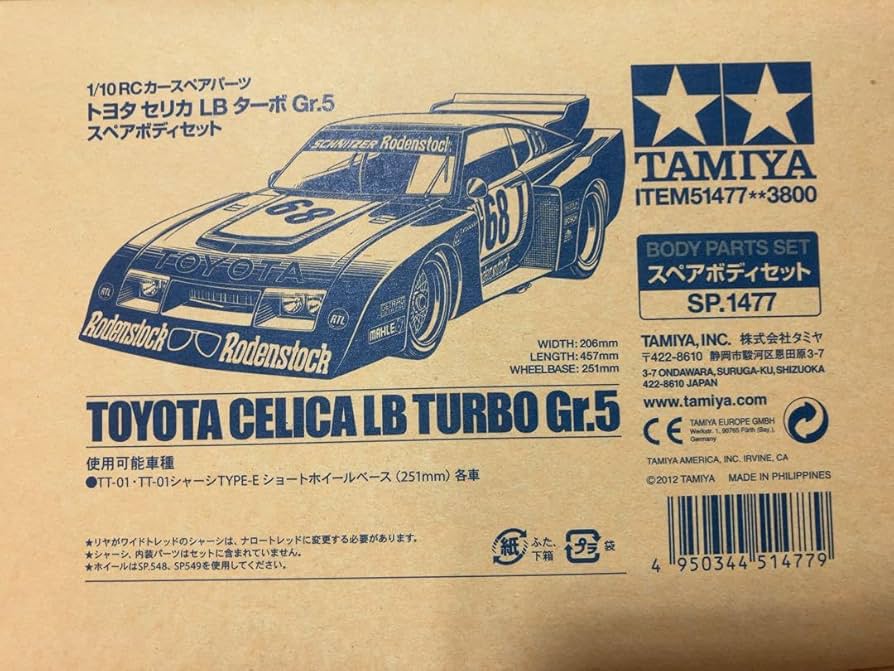 1/10 RCカースペアパーツ
トヨタ セリカ LB ターボ Gr.5
スペアボディセット
SCHNITZER Rodenstock
68
68
TOYOTA
ATL
ATL
MAHLE
Rodenstock Rodenstock
WIDTH: 206mm
LENGTH: 457mm
WHEELBASE: 251mm
TOYOTA CELICA LB TURBO Gr.5
使用可能車種
●TT-01・TT-01シャーシTYPE-E ショートホイールベース (251mm) 各車
★リヤがワイドトレッドのシャーシは、ナロートレッドに変更する必要があります。
★シャーシ、内装パーツはセットに含まれていません。
★ホイールはSP.548、SP549を使用してください。
紙 ふた、下箱
プラ 袋
TAMIYA
ITEM51477**3800
BODY PARTS SET
スペアボディセット
SP.1477
TAMIYA, INC. 株式会社タミヤ
〒422-8610 静岡市駿河区恩田原3-7
3-7 ONDAWARA, SURUGA-KU, SHIZUOKA
422-8610 JAPAN
www.tamiya.com
CE
TAMIYA EUROPE GMBH
Werkstr. 1, 90765 Fürth (Bay.),
Germany
TAMIYA AMERICA, INC. IRVINE, CA
©2012 TAMIYA MADE IN PHILIPPINES
4 950344 514779